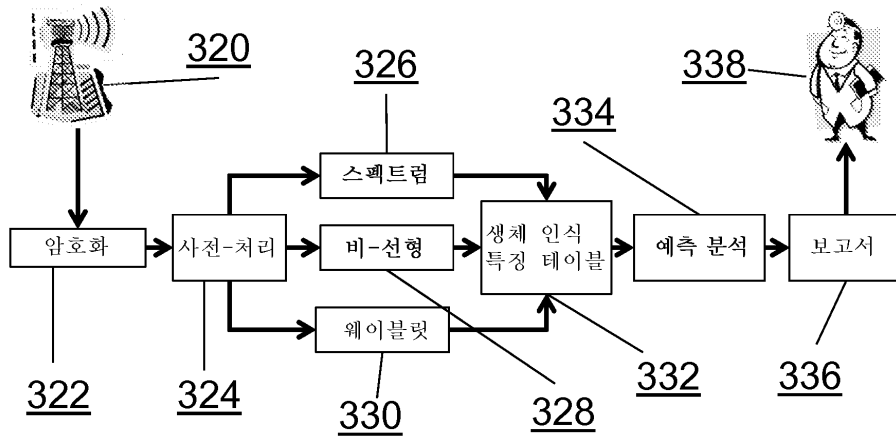 320
326
338
334
스펙트럼
암호화
사전-처리
비-선형
생체 인식
특징 테이블
예측 분석
보고서
웨이블릿
322
324
330
328
332
336